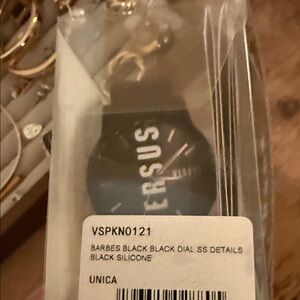 VERSUS
VSPKN0121
BARBES BLACK BLACK DIAL SS DETAILS
BLACK SILICONE
UNICA